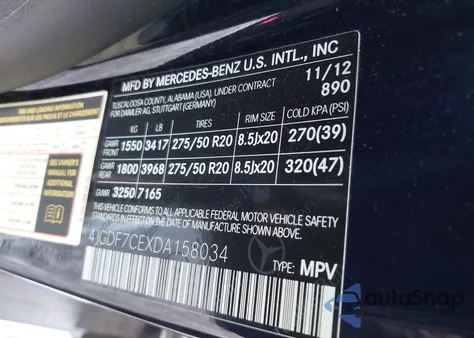 MFD BY MERCEDES-BENZ U.S. INTL., INC
TUSCALOOSA COUNTY, ALABAMA (USA), UNDER CONTRACT 11/12
FOR DAIMLER AG, STUTTGART (GERMANY) 890
KG LB TIRES RIM SIZE COLD KPA (PSI)
GAWR FRONT 1550 3417 275/50 R20 8.5Jx20 270(39)
GAWR REAR 1800 3968 275/50 R20 8.5Jx20 320(47)
GVWR 3250 7165
THIS VEHICLE CONFORMS TO ALL APPLICABLE FEDERAL MOTOR VEHICLE SAFETY
STANDARDS IN EFFECT ON THE DATE OF MANUFACTURE SHOWN ABOVE.
4JGDF7CEXDA158034
TYPE: MPV
SEE OWNER'S
MANUAL FOR
ADDITIONAL
INFORMATION
autoSnap